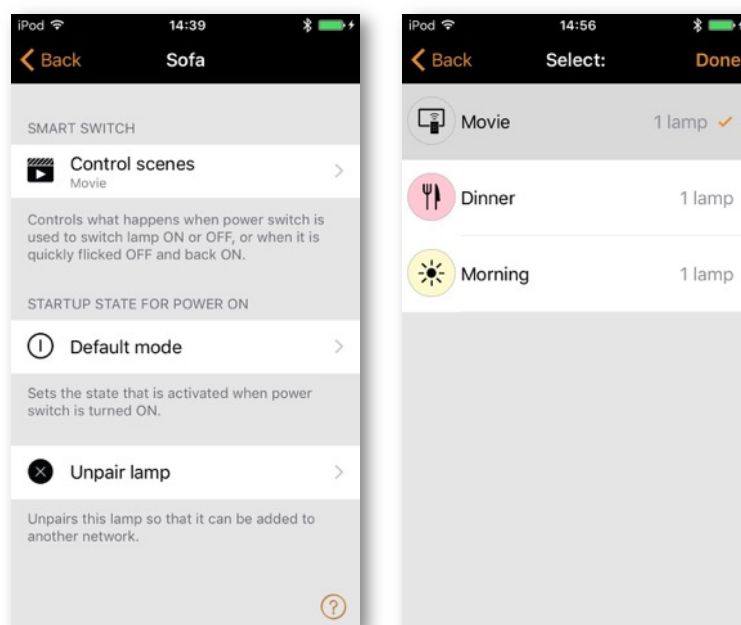 iPod 14:39
Back Sofa
SMART SWITCH
Control scenes
Movie
Controls what happens when power switch is
used to switch lamp ON or OFF, or when it is
quickly flicked OFF and back ON.
STARTUP STATE FOR POWER ON
Default mode
Sets the state that is activated when power
switch is turned ON.
Unpair lamp
Unpairs this lamp so that it can be added to
another network.
?
iPod 14:56
Back Select: Done
Movie 1 lamp
Dinner 1 lamp
Morning 1 lamp